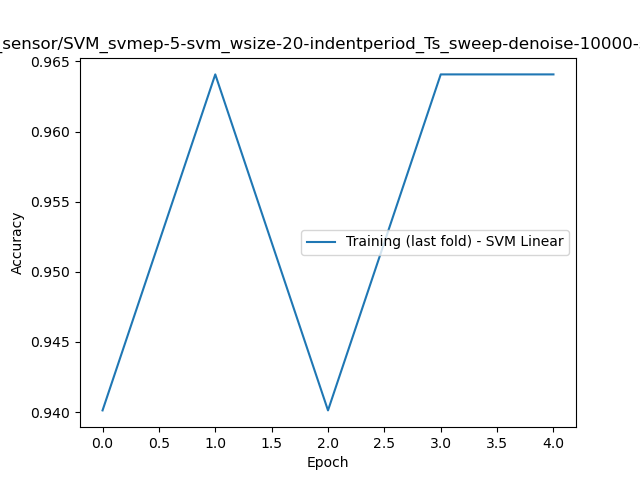 _sensor/SVM_svmep-5-svm_wsize-20-indentperiod_Ts_sweep-denoise-10000-
0.965
0.960
0.955
0.950
0.945
0.940
Accuracy
Training (last fold) - SVM Linear
0.0 0.5 1.0 1.5 2.0 2.5 3.0 3.5 4.0
Epoch